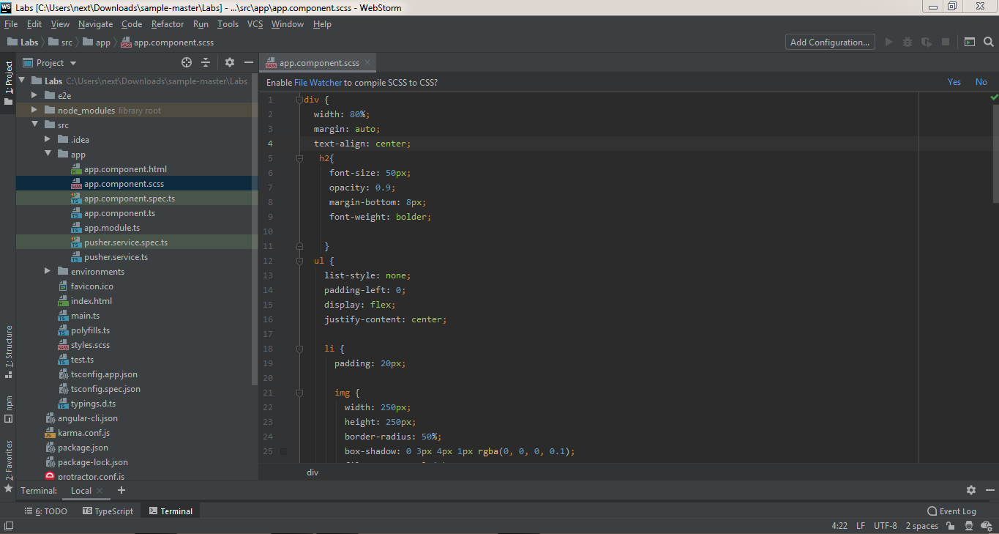 WS Labs [C:\Users\next\Downloads\sample-master\Labs] - ...\src\app\app.component.scss - WebStorm
File Edit View Navigate Code Refactor Run Tools VCS Window Help
Labs src app app.component.scss Add Configuration...
1: Project
Project
app.component.scss
Labs C:\Users\next\Downloads\sample-master\Labs
e2e
node_modules library root
src
.idea
app
app.component.html
app.component.scss
app.component.spec.ts
app.component.ts
app.module.ts
pusher.service.spec.ts
pusher.service.ts
environments
favicon.ico
index.html
main.ts
polyfills.ts
styles.scss
test.ts
tsconfig.app.json
tsconfig.spec.json
typings.d.ts
angular-cli.json
karma.conf.js
package.json
package-lock.json
protractor.conf.js
7: Structure
npm
2: Favorites
Enable File Watcher to compile SCSS to CSS? Yes No
1 div {
2 width: 80%;
3 margin: auto;
4 text-align: center;
5 h2{
6 font-size: 50px;
7 opacity: 0.9;
8 margin-bottom: 8px;
9 font-weight: bolder;
10
11 }
12 ul {
13 list-style: none;
14 padding-left: 0;
15 display: flex;
16 justify-content: center;
17
18 li {
19 padding: 20px;
20
21 img {
22 width: 250px;
23 height: 250px;
24 border-radius: 50%;
25 box-shadow: 0 3px 4px 1px rgba(0, 0, 0, 0.1);
div
Terminal: Local
6: TODO TypeScript Terminal Event Log
4:22 LF UTF-8 2 spaces